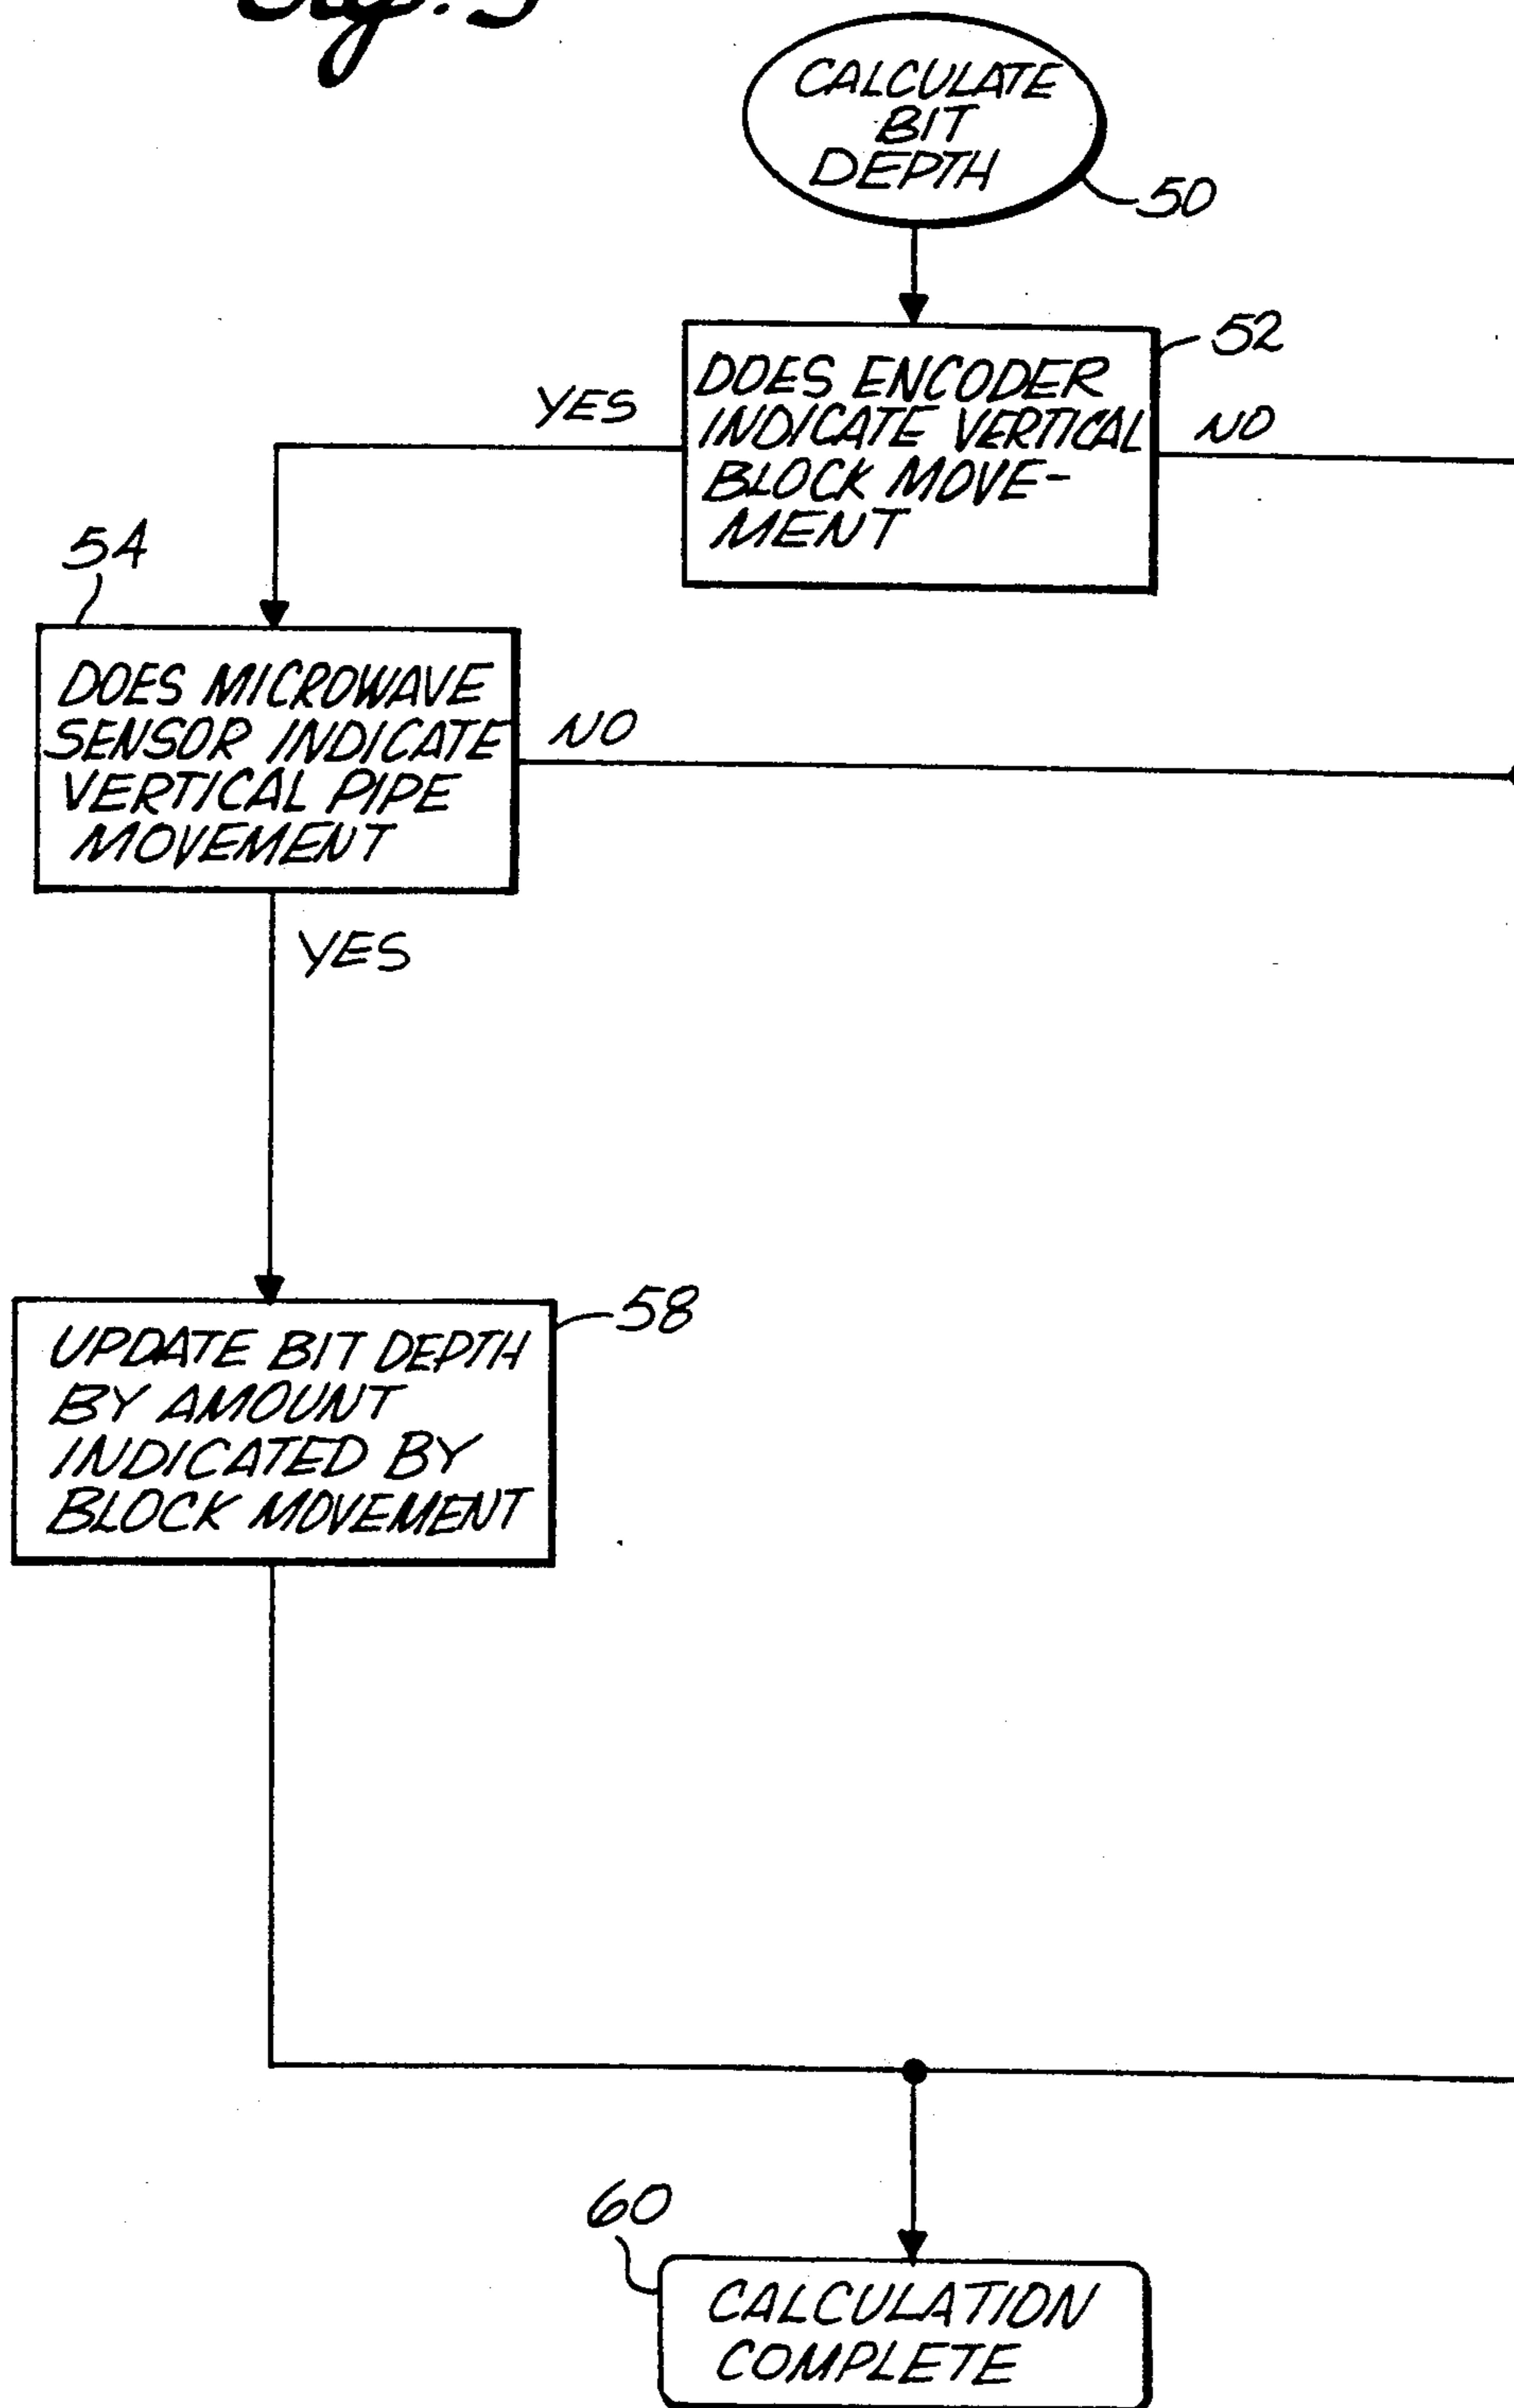 CALCULATE
BIT
DEPTH
50
52
DOES ENCODER
INDICATE VERTICAL
BLOCK MOVE-
MENT
YES
NO
54
DOES MICROWAVE
SENSOR INDICATE
VERTICAL PIPE
MOVEMENT
NO
YES
58
UPDATE BIT DEPTH
BY AMOUNT
INDICATED BY
BLOCK MOVEMENT
60
CALCULATION
COMPLETE